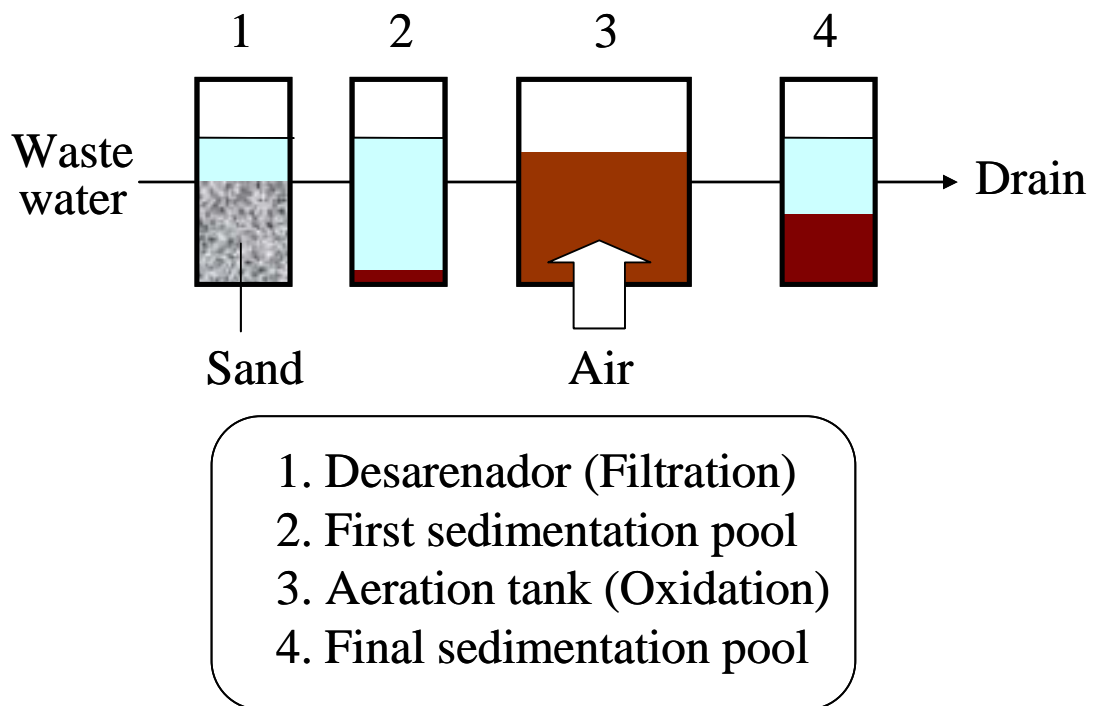 1
2
3
4
Waste
water
Drain
Sand
Air
1. Desarenador (Filtration)
2. First sedimentation pool
3. Aeration tank (Oxidation)
4. Final sedimentation pool